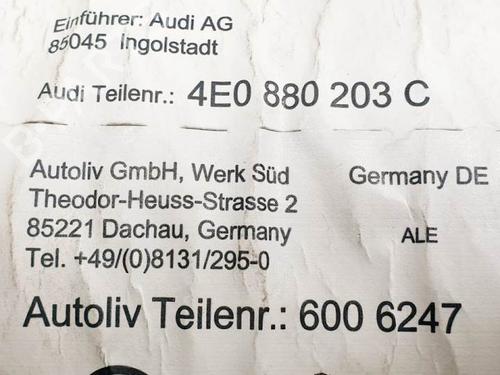 Einführer: Audi AG
85045 Ingolstadt
Audi Teilenr.: 4E0 880 203 C
Autoliv GmbH, Werk Süd Germany DE
Theodor-Heuss-Strasse 2
85221 Dachau, Germany ALE
Tel. +49/(0)8131/295-0
Autoliv Teilenr.: 600 6247